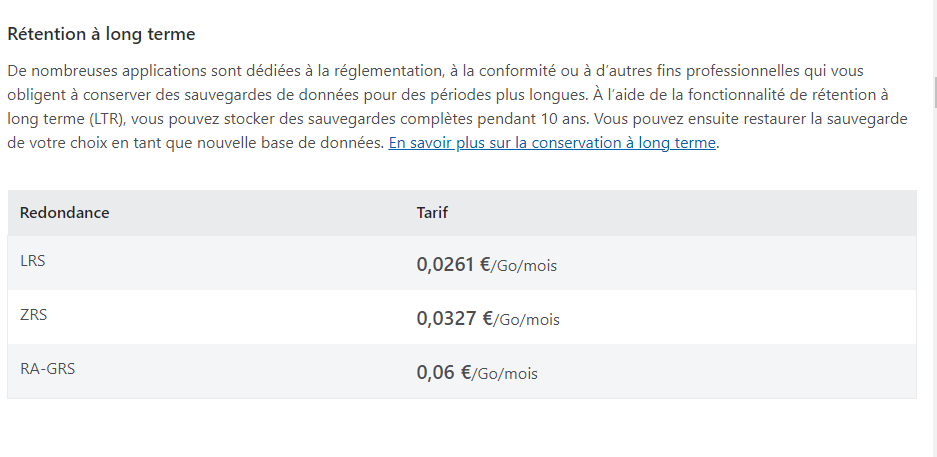 Rétention à long terme
De nombreuses applications sont dédiées à la réglementation, à la conformité ou à d’autres fins professionnelles qui vous
obligent à conserver des sauvegardes de données pour des périodes plus longues. À l’aide de la fonctionnalité de rétention à
long terme (LTR), vous pouvez stocker des sauvegardes complètes pendant 10 ans. Vous pouvez ensuite restaurer la sauvegarde
de votre choix en tant que nouvelle base de données. En savoir plus sur la conservation à long terme.
Redondance Tarif
LRS 0,0261 €/Go/mois
ZRS 0,0327 €/Go/mois
RA-GRS 0,06 €/Go/mois